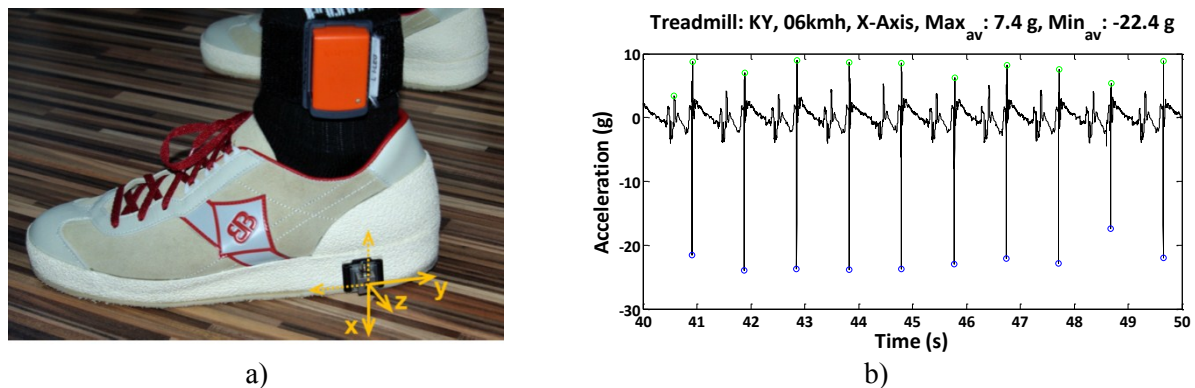 y
z
x
a)
Treadmill: KY, 06kmh, X-Axis, Max_av: 7.4 g, Min_av: -22.4 g
Acceleration (g)
10
0
-10
-20
-30
40 41 42 43 44 45 46 47 48 49 50
Time (s)
b)